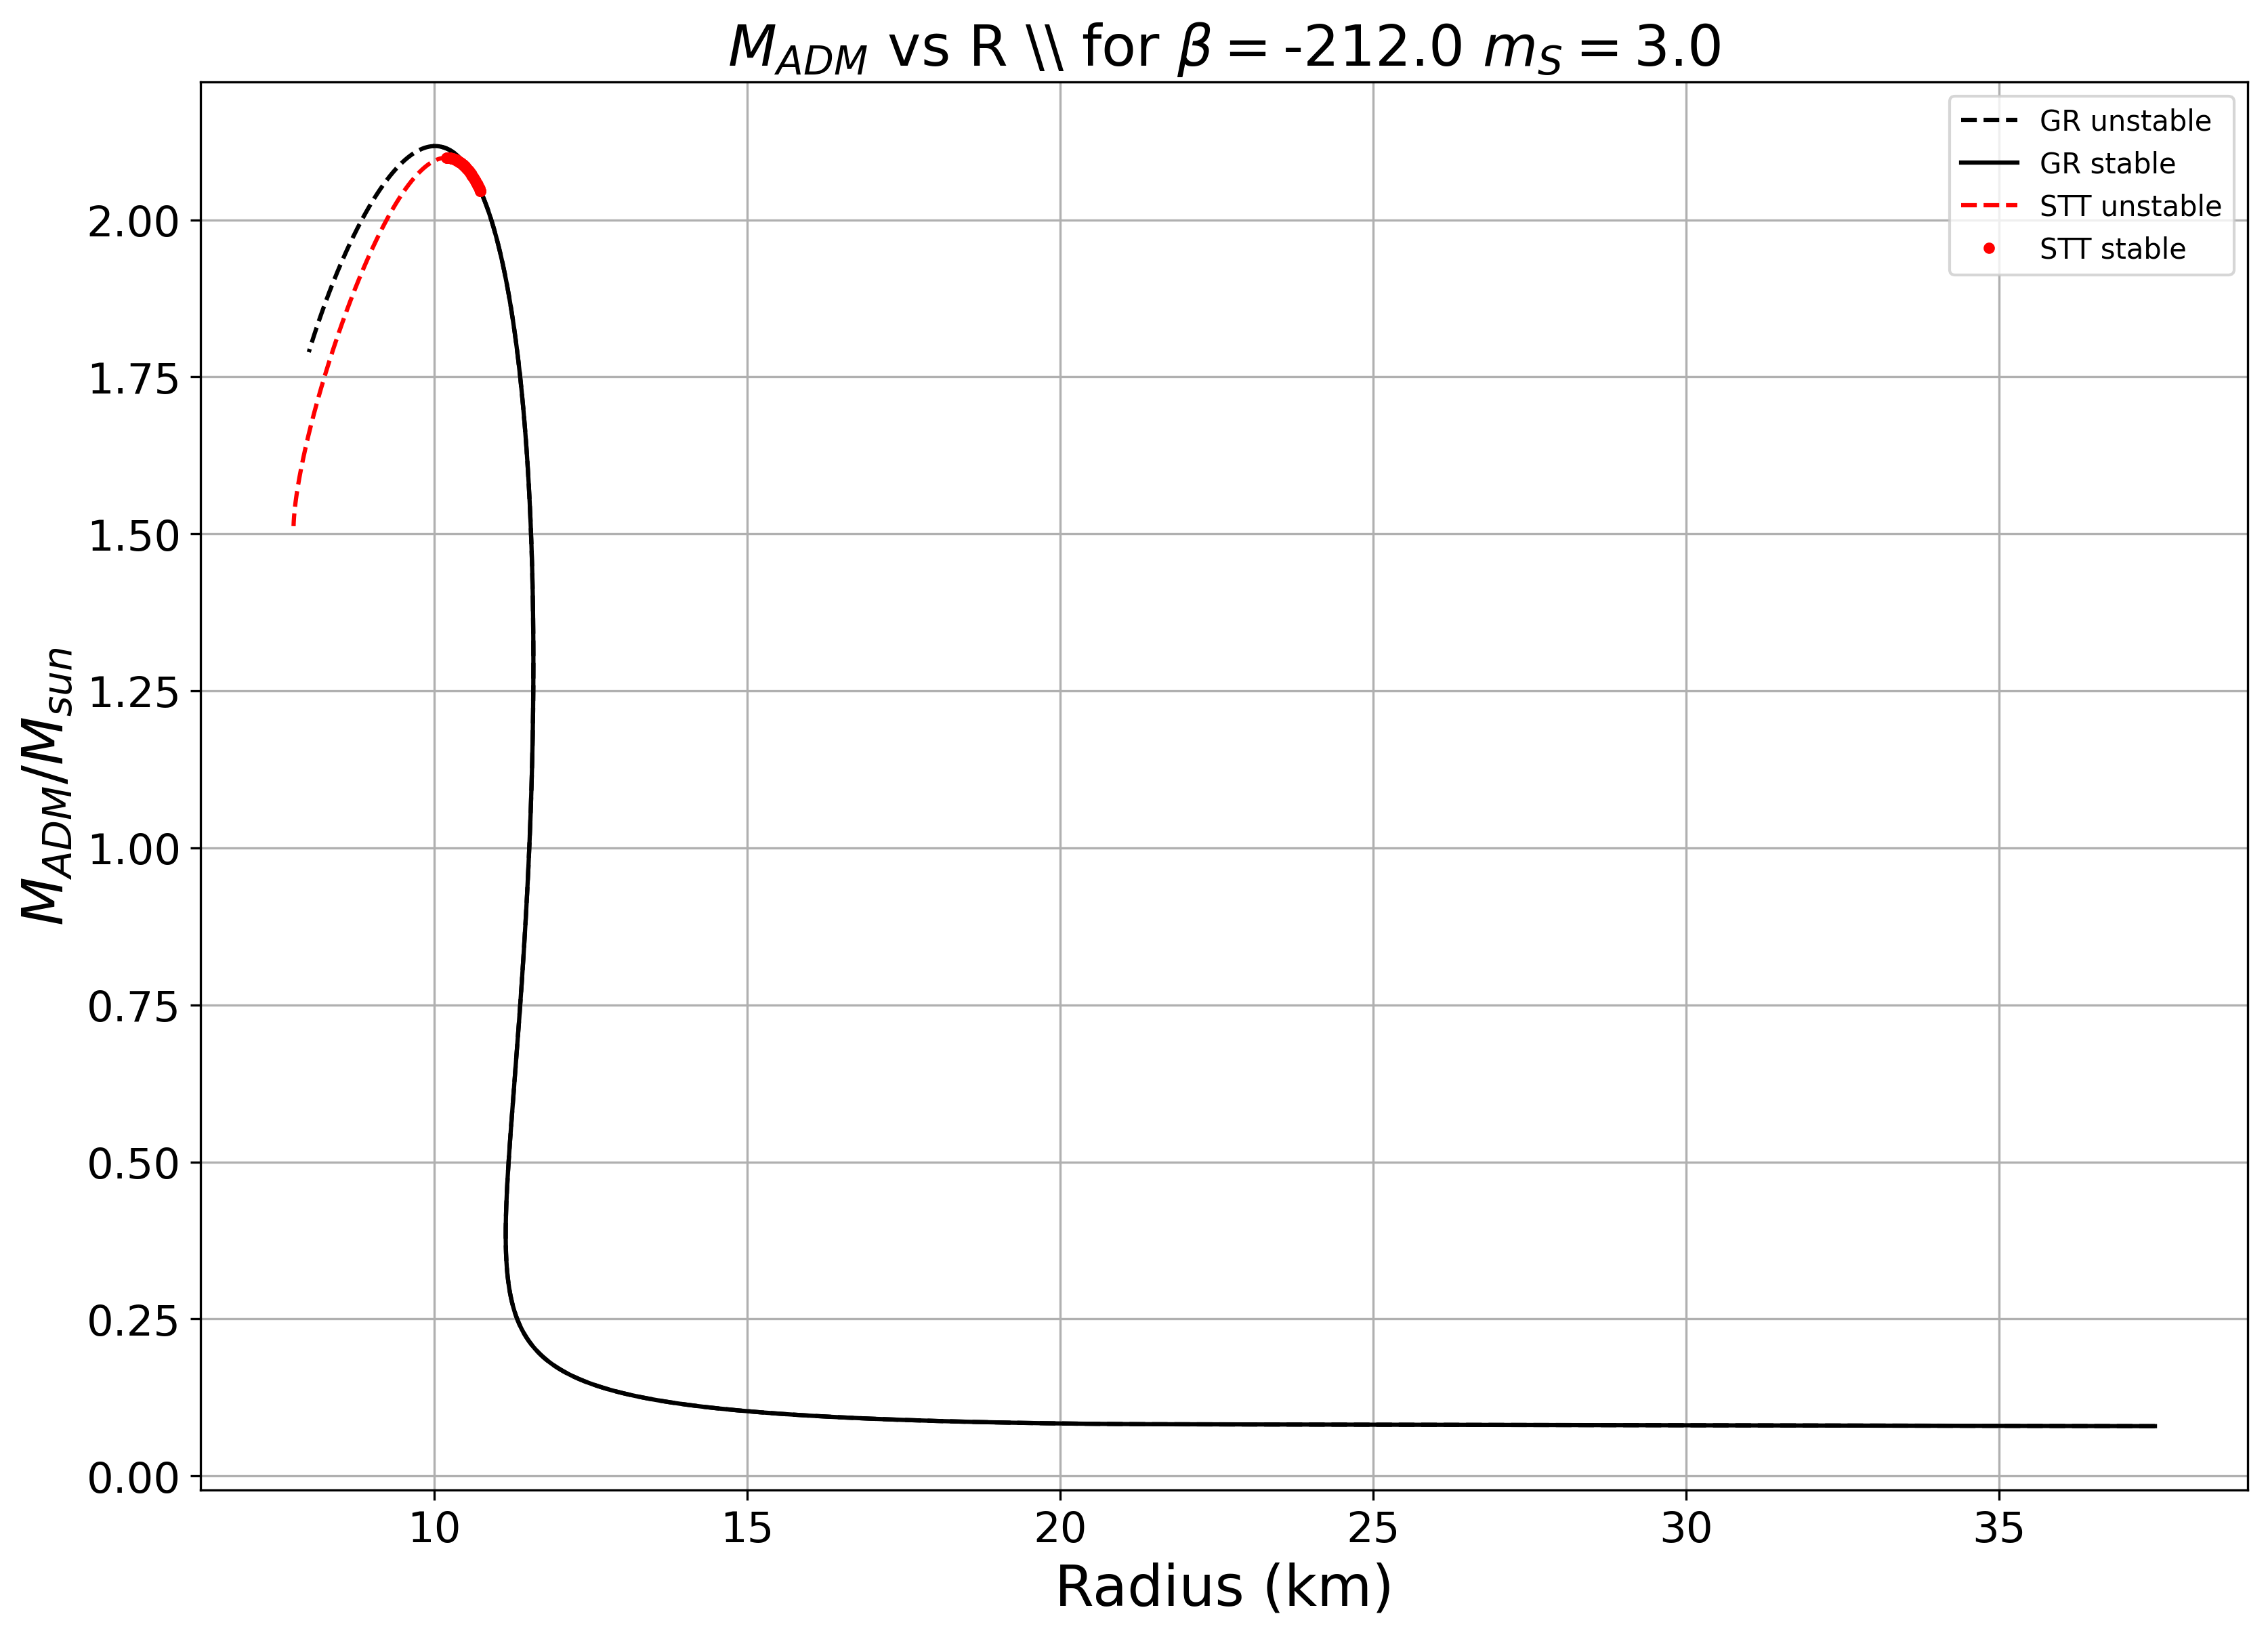 M_ADM vs R \\ for β = -212.0 m_S = 3.0
GR unstable
GR stable
STT unstable
STT stable
M_ADM/M_sun
2.00
1.75
1.50
1.25
1.00
0.75
0.50
0.25
0.00
10 15 20 25 30 35
Radius (km)